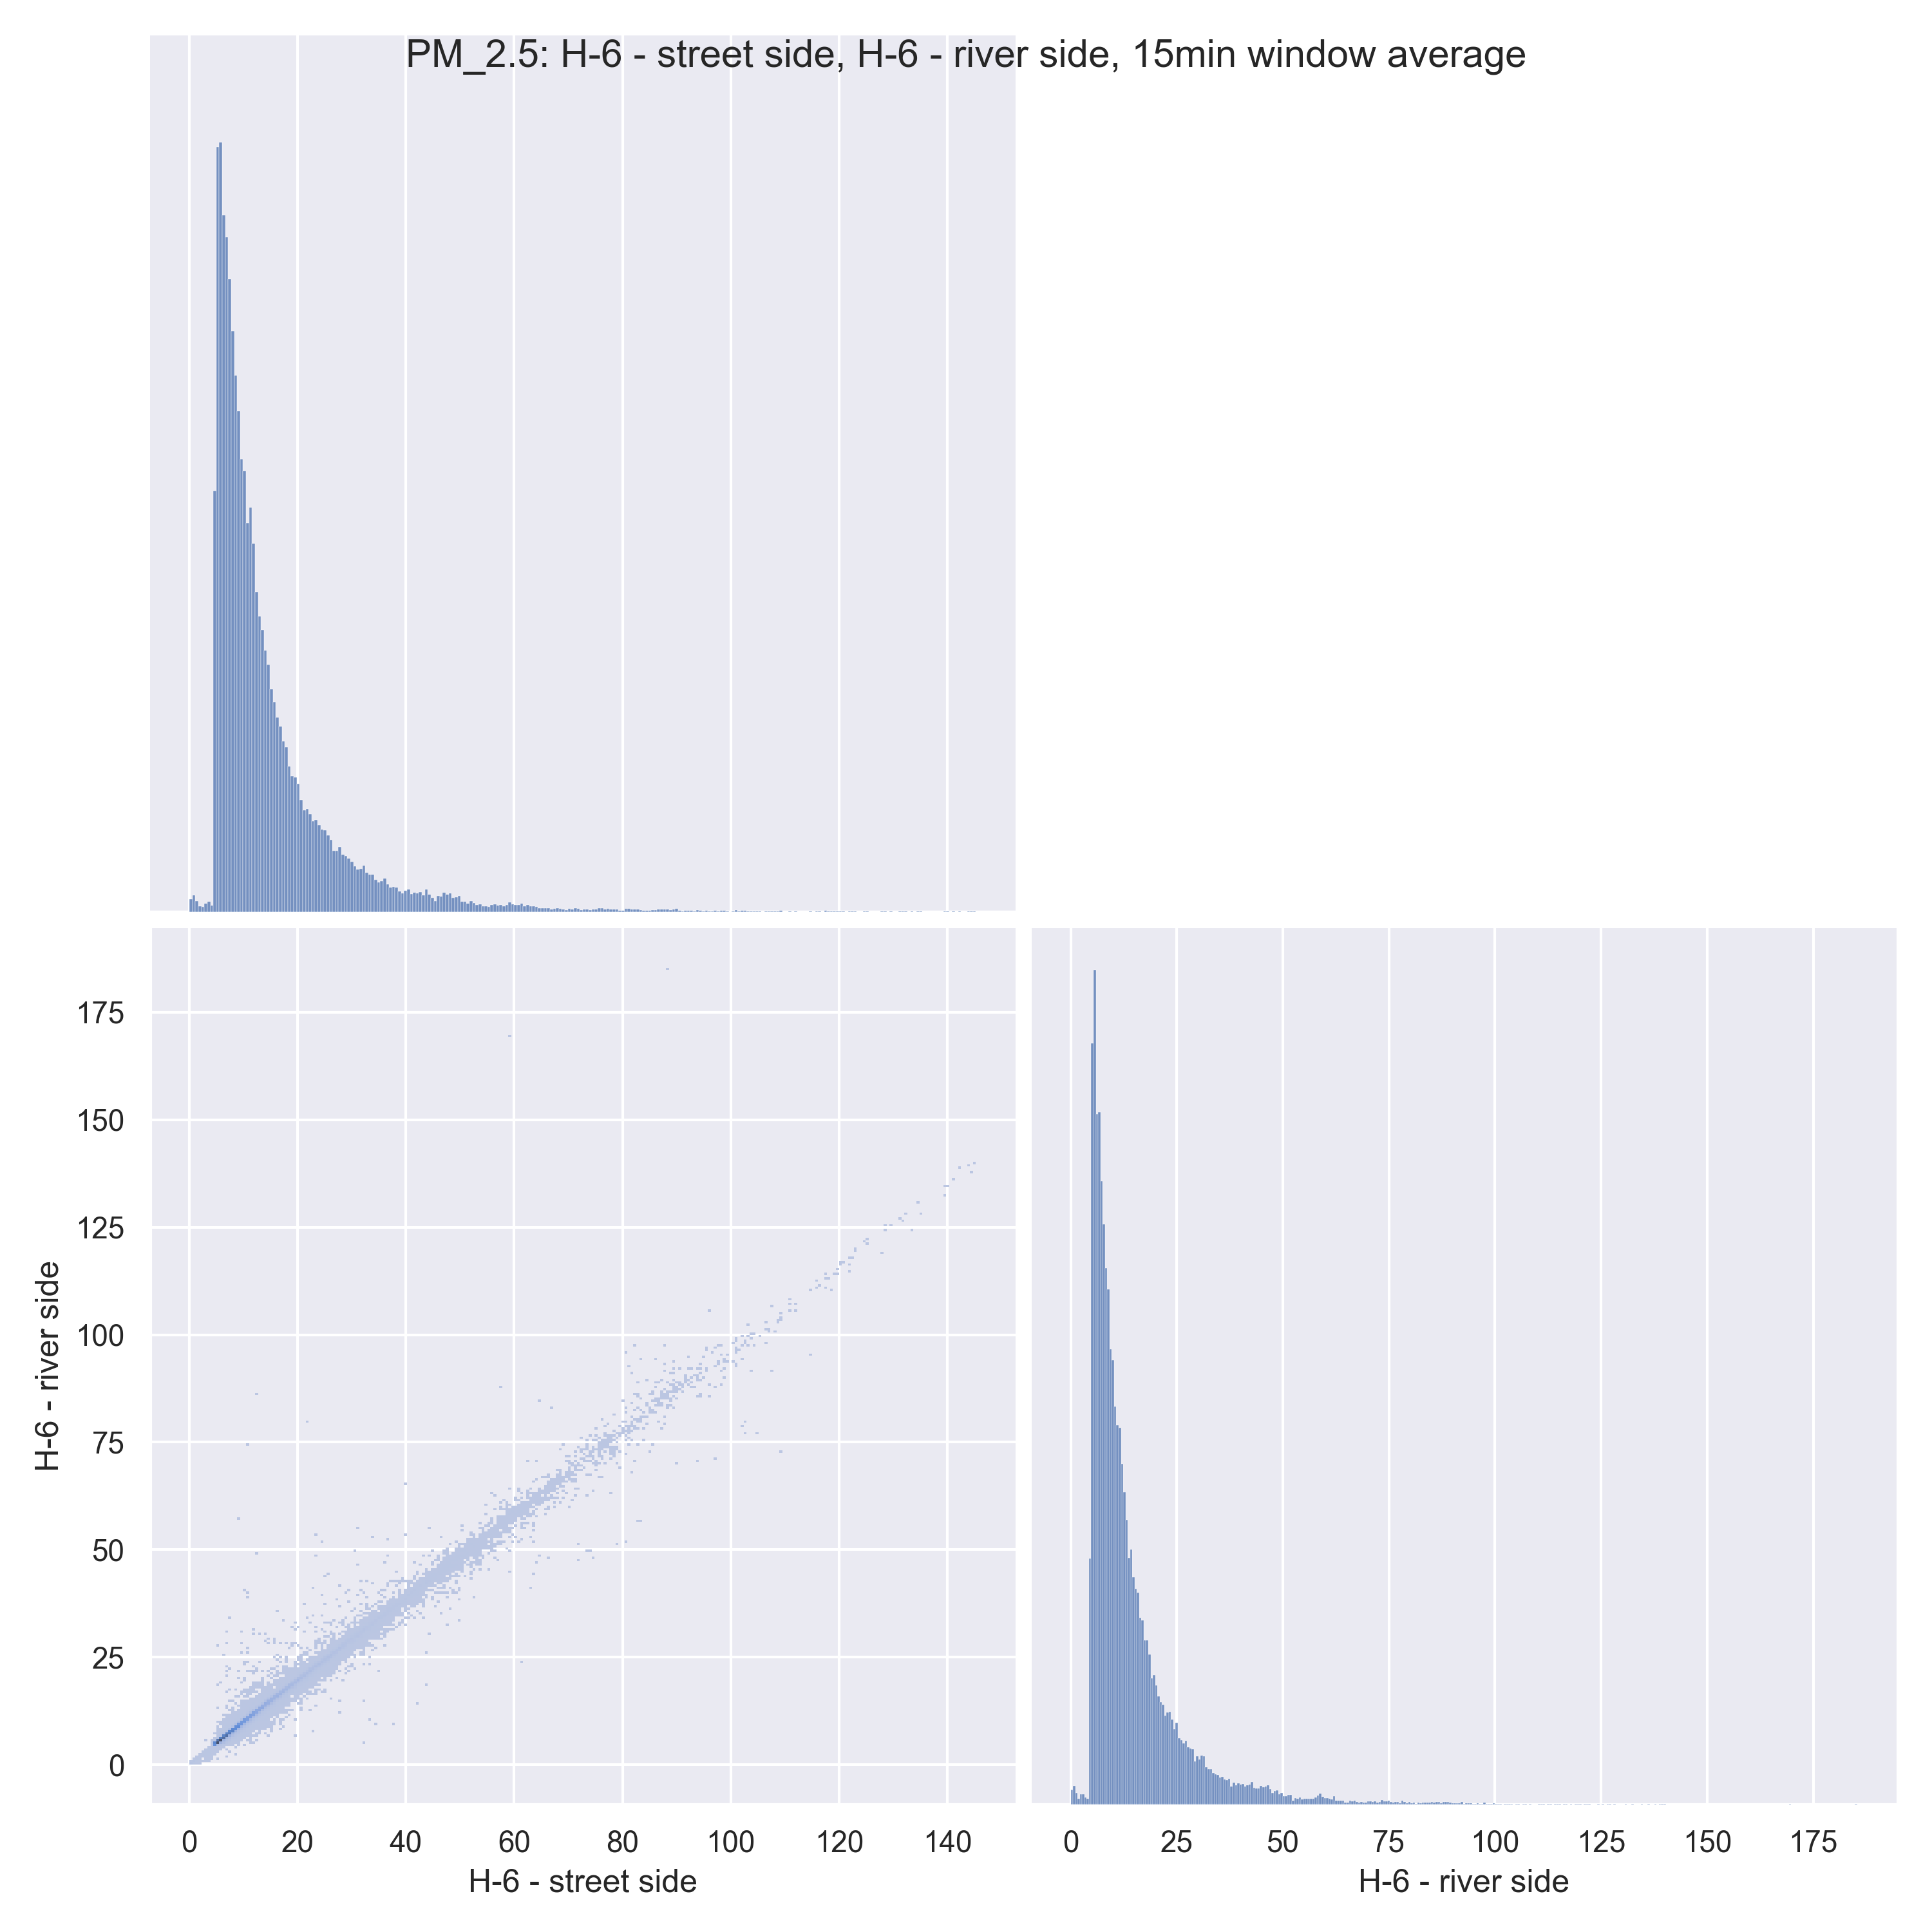 PM_2.5: H-6 - street side, H-6 - river side, 15min window average
175
150
125
100
75
50
25
0
H-6 - river side
0 20 40 60 80 100 120 140
H-6 - street side
0 25 50 75 100 125 150 175
H-6 - river side